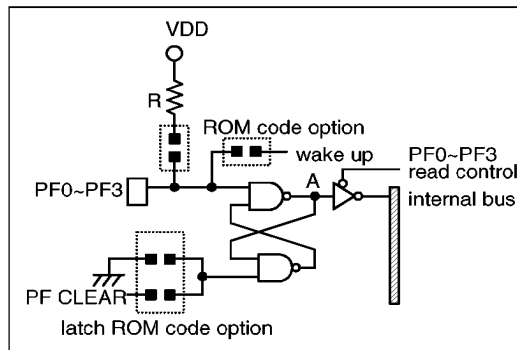 VDD
R
ROM code option
wake up
PF0~PF3
read control
A
internal bus
PF0~PF3
PF CLEAR
latch ROM code option